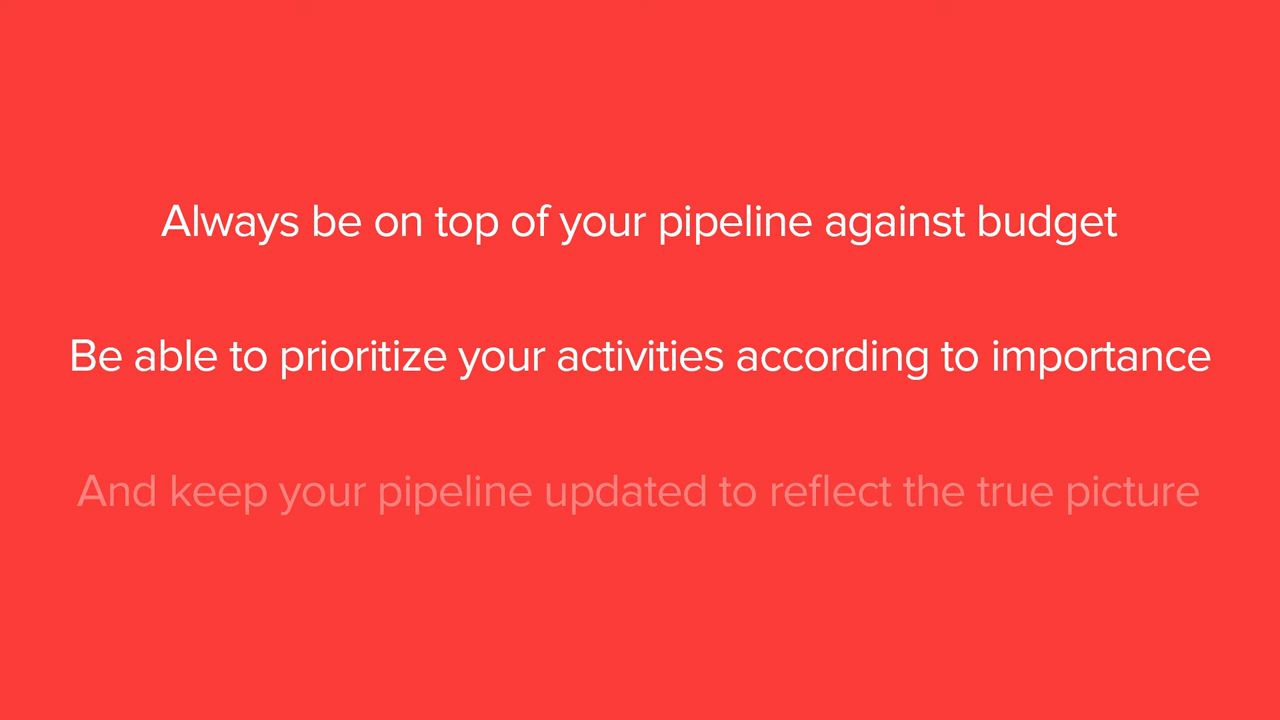 Always be on top of your pipeline against budget
Be able to prioritize your activities according to importance
And keep your pipeline updated to reflect the true picture